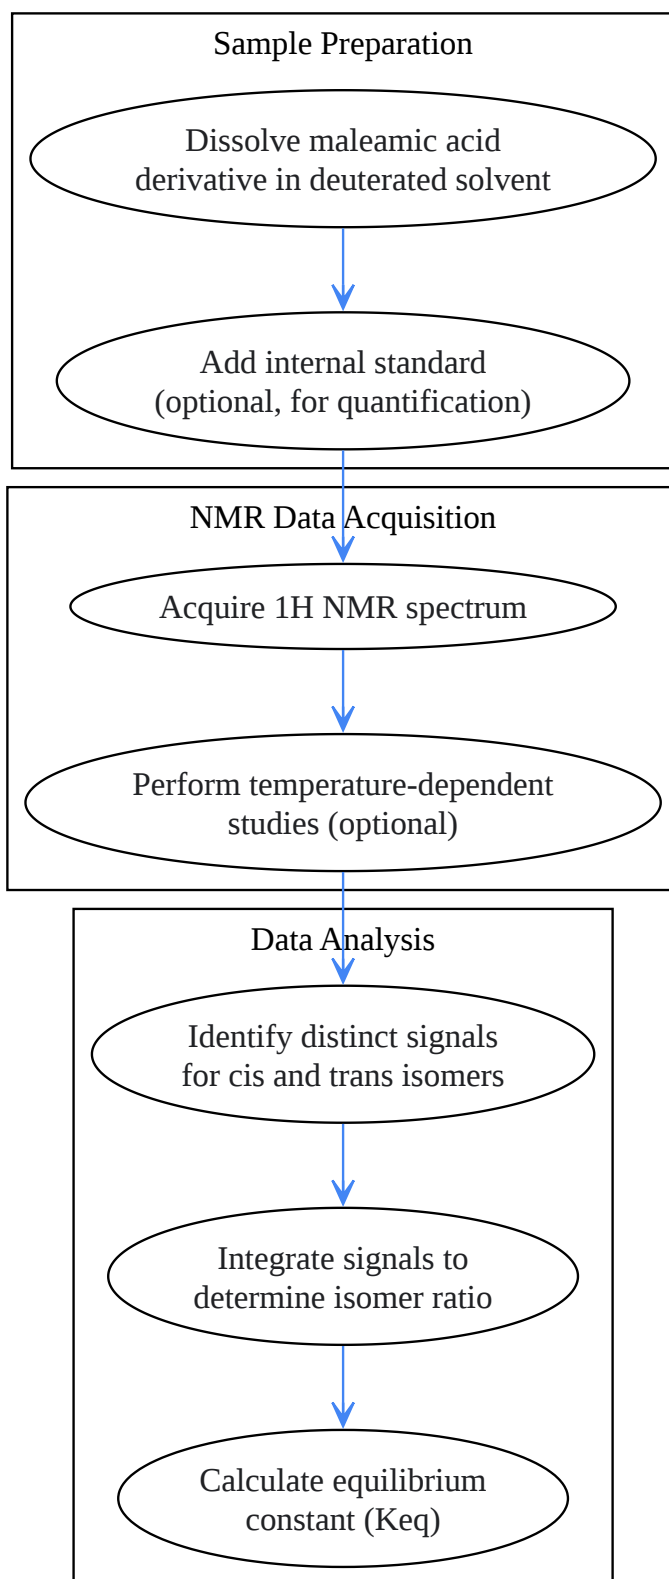 Sample Preparation
Dissolve maleamic acid
derivative in deuterated solvent
Add internal standard
(optional, for quantification)
NMR Data Acquisition
Acquire 1H NMR spectrum
Perform temperature-dependent
studies (optional)
Data Analysis
Identify distinct signals
for cis and trans isomers
Integrate signals to
determine isomer ratio
Calculate equilibrium
constant (Keq)